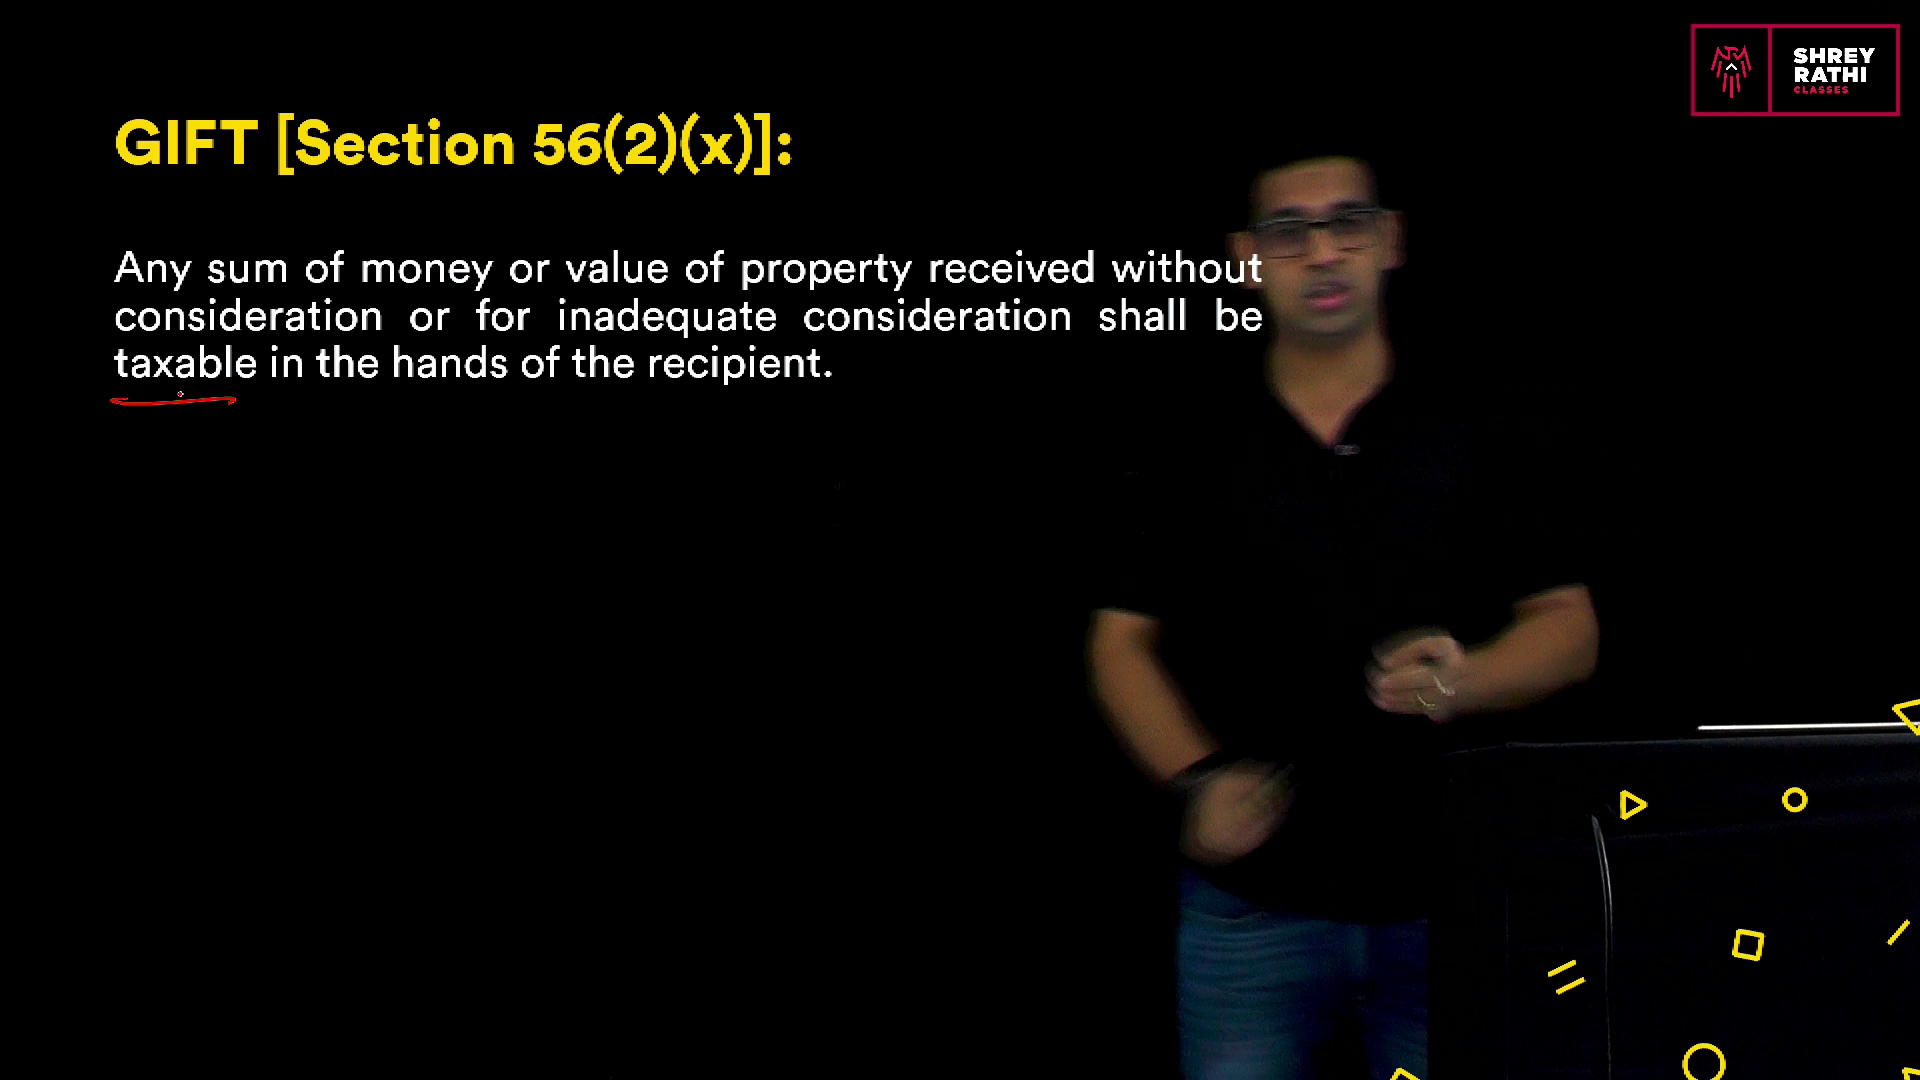 SHREY
RATHI
CLASSES
GIFT [Section 56(2)(x)]:
Any sum of money or value of property received without
consideration or for inadequate consideration shall be
taxable in the hands of the recipient.